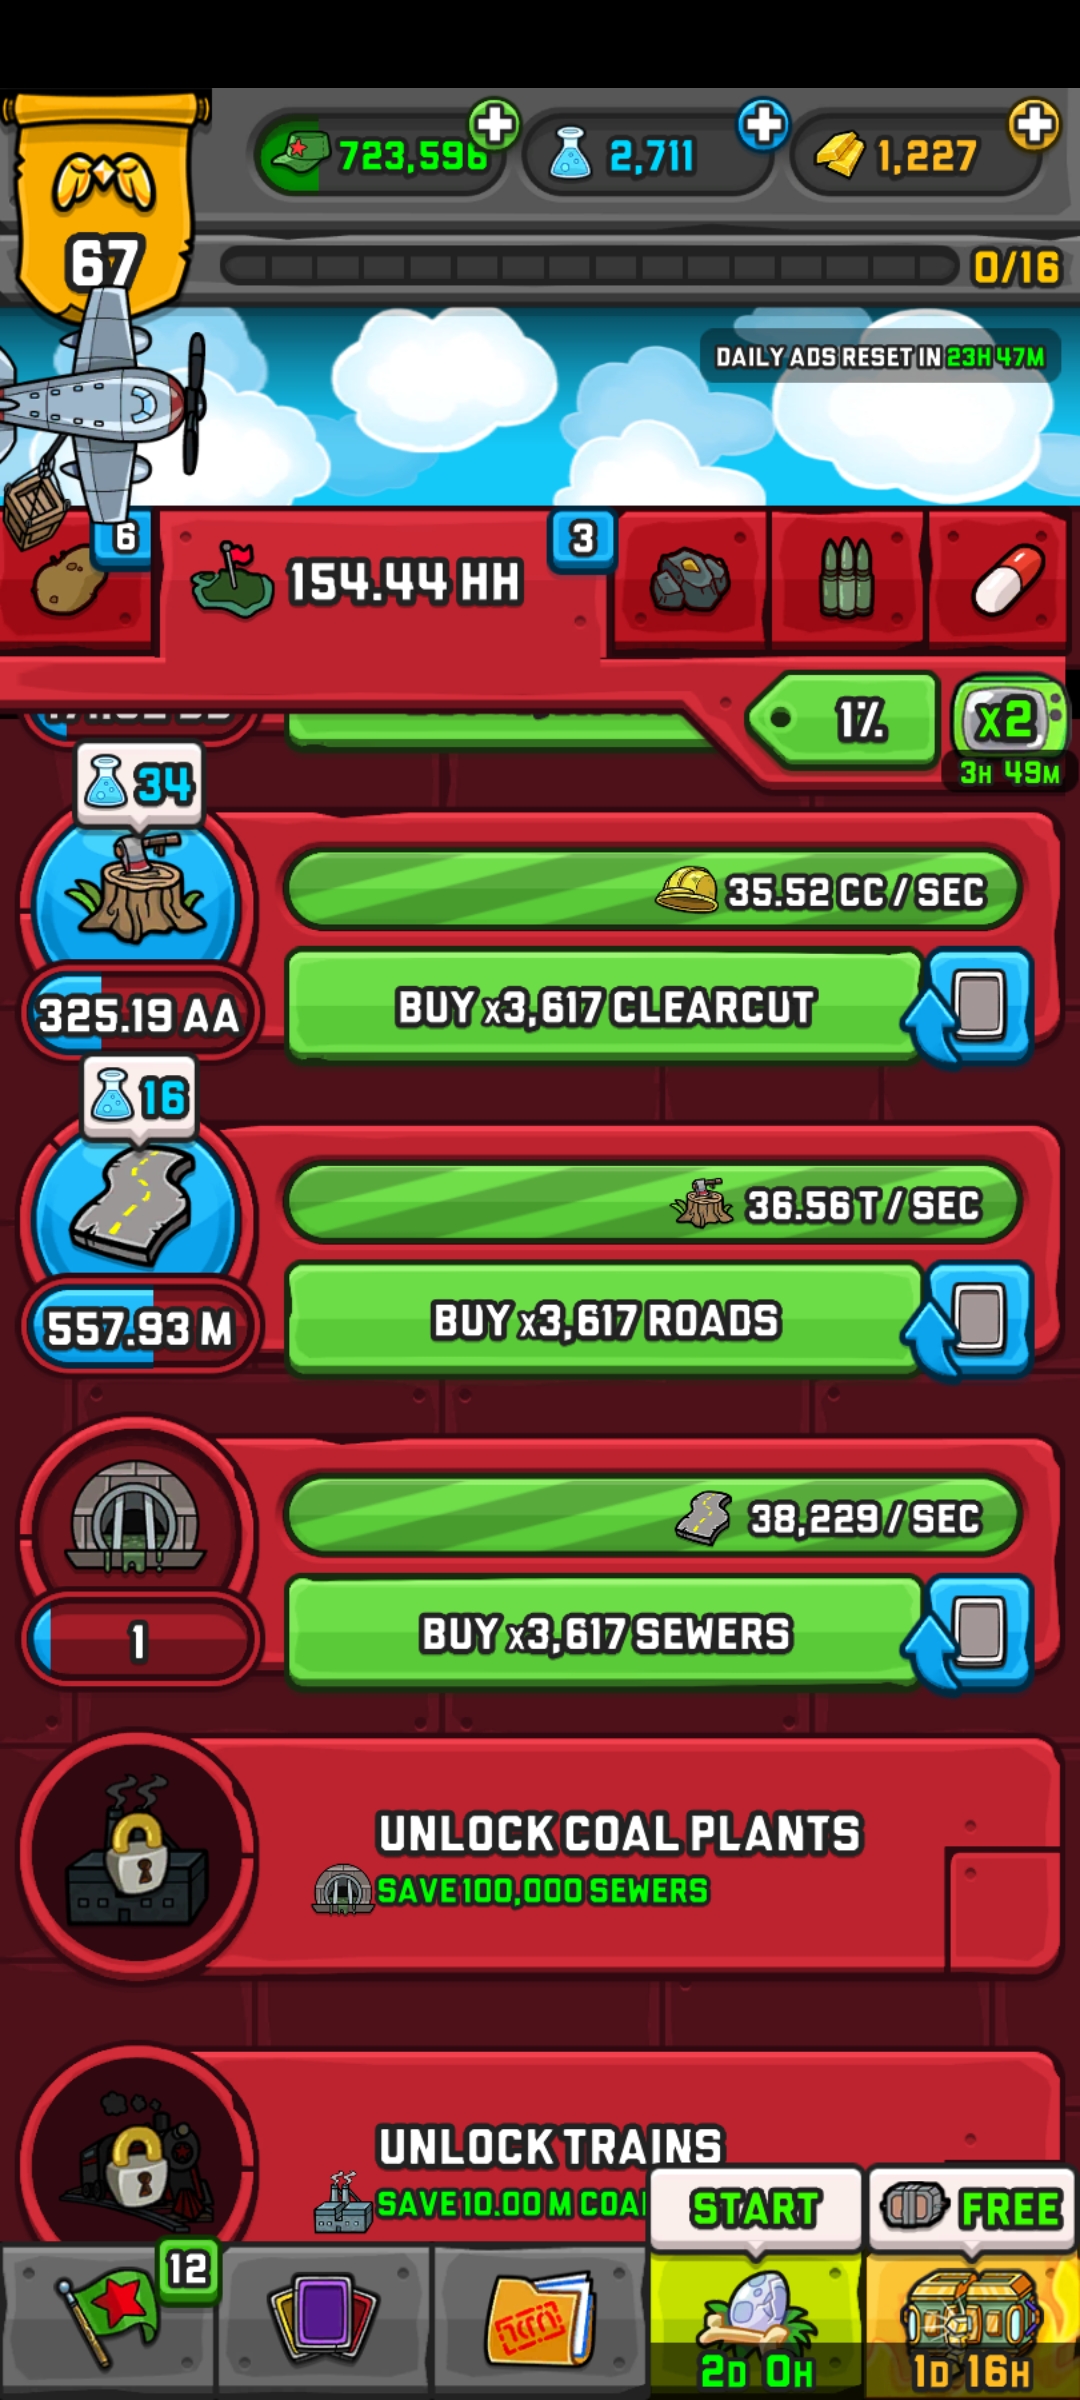 723,596
2,711
1,227
67
0/16
DAILY ADS RESET IN 23H 47M
6
154.44 HH
3
1%
x2
3H 49M
34
35.52 CC / SEC
325.19 AA
BUY x3,617 CLEARCUT
16
36.56 T / SEC
557.93 M
BUY x3,617 ROADS
38,229 / SEC
1
BUY x3,617 SEWERS
UNLOCK COAL PLANTS
SAVE 100,000 SEWERS
UNLOCK TRAINS
SAVE 10.00 M
START
FREE
12
2D 0H
1D 16H